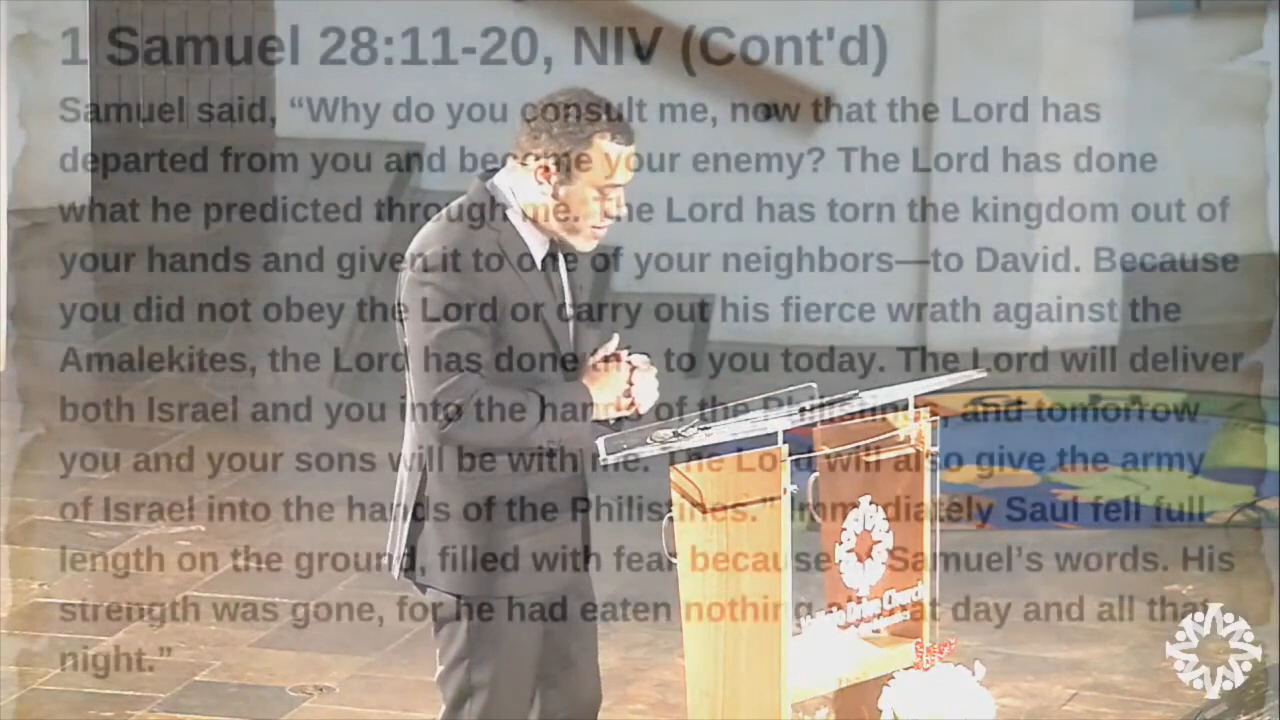 1 Samuel 28:11-20, NIV (Cont'd)
Samuel said, “Why do you consult me, now that the Lord has
departed from you and become your enemy? The Lord has done
what he predicted through me. The Lord has torn the kingdom out of
your hands and given it to one of your neighbors—to David. Because
you did not obey the Lord or carry out his fierce wrath against the
Amalekites, the Lord has done this to you today. The Lord will deliver
both Israel and you into the hands of the Philistines, and tomorrow
you and your sons will be with me. The Lord will also give the army
of Israel into the hands of the Philistines.” Immediately Saul fell full
length on the ground, filled with fear because of Samuel’s words. His
strength was gone, for he had eaten nothing all that day and all that
night.”
Drive Church